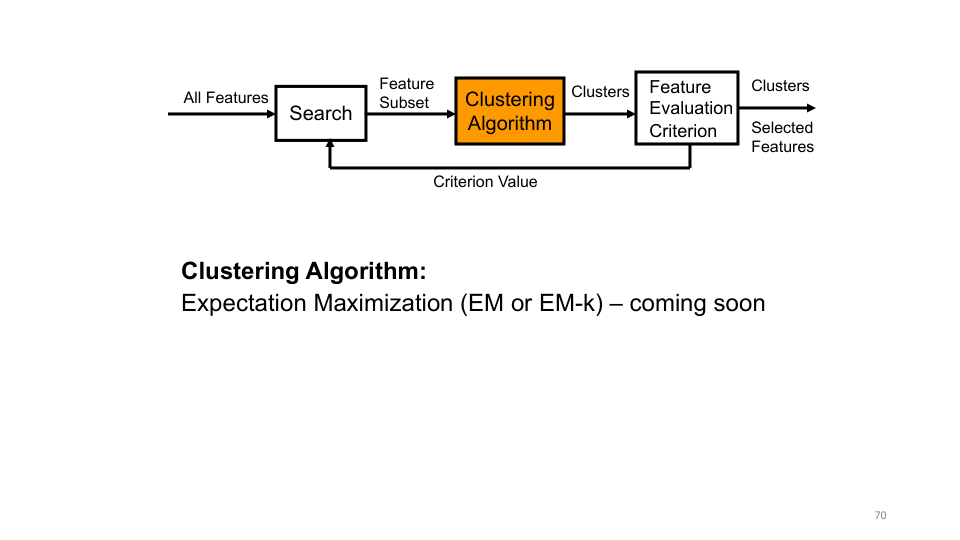 All Features
Search
Feature
Subset
Clustering
Algorithm
Clusters
Feature
Evaluation
Criterion
Clusters
Selected
Features
Criterion Value
Clustering Algorithm:
Expectation Maximization (EM or EM-k) – coming soon
70